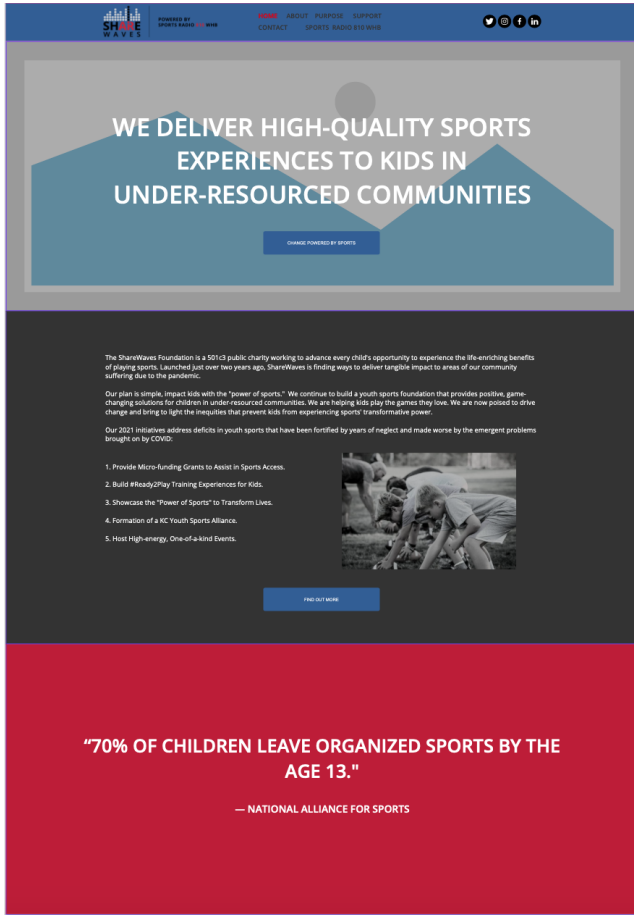 SHARE
WAVES
POWERED BY
SPORTS RADIO 810 WHB
HOME ABOUT PURPOSE SUPPORT
CONTACT SPORTS RADIO 810 WHB
WE DELIVER HIGH-QUALITY SPORTS
EXPERIENCES TO KIDS IN
UNDER-RESOURCED COMMUNITIES
CHANGE POWERED BY SPORTS
The ShareWaves Foundation is a 501c3 public charity working to advance every child's opportunity to experience the life-enriching benefits
of playing sports. Launched just over two years ago, ShareWaves is finding ways to deliver tangible impact to areas of our community
suffering due to the pandemic.
Our plan is simple, impact kids with the "power of sports." We continue to build a youth sports foundation that provides positive, game-
changing solutions for children in under-resourced communities. We are helping kids play the games they love. We are now poised to drive
change and bring to light the inequities that prevent kids from experiencing sports' transformative power.
Our 2021 initiatives address deficits in youth sports that have been fortified by years of neglect and made worse by the emergent problems
brought on by COVID:
1. Provide Micro-funding Grants to Assist in Sports Access.
2. Build #Ready2Play Training Experiences for Kids.
3. Showcase the "Power of Sports" to Transform Lives.
4. Formation of a KC Youth Sports Alliance.
5. Host High-energy, One-of-a-kind Events.
FIND OUT MORE
“70% OF CHILDREN LEAVE ORGANIZED SPORTS BY THE
AGE 13."
— NATIONAL ALLIANCE FOR SPORTS